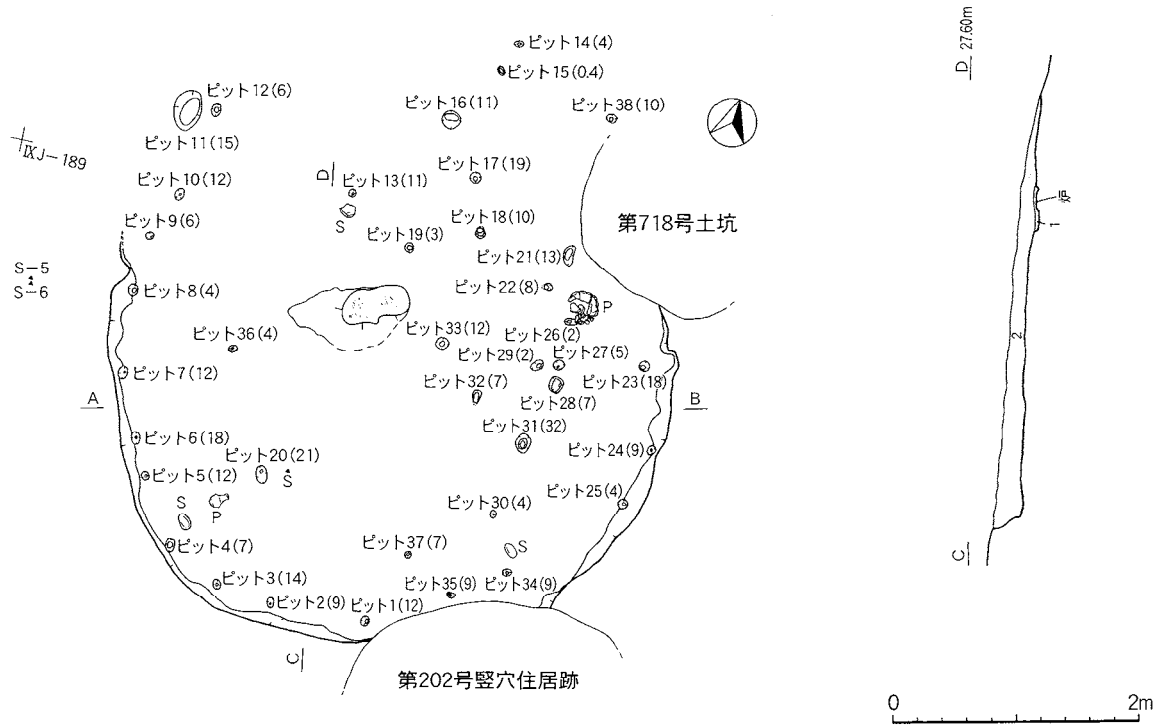 ピット14(4)
ピット15(0.4)
ピット12(6)
ピット16(11)
ピット38(10)
ピット11(15)
ⅨJ-189
ピット10(12)
D
ピット13(11)
ピット17(19)
S
ピット9(6)
ピット18(10)
第718号土坑
ピット19(3)
ピット21(13)
S-5
S-6
ピット8(4)
ピット22(8)
P
ピット36(4)
ピット33(12)
ピット26(2)
ピット29(2)
ピット27(5)
ピット7(12)
ピット32(7)
ピット23(18)
A
B
ピット28(7)
ピット31(32)
ピット6(18)
ピット24(9)
ピット20(21)
ピット5(12)
S
S
P
ピット30(4)
ピット25(4)
ピット4(7)
ピット37(7)
S
ピット3(14)
ピット35(9)
ピット34(9)
ピット2(9)
ピット1(12)
C
第202号竪穴住居跡
D 27.60m
炉
1
2
C
0
2m